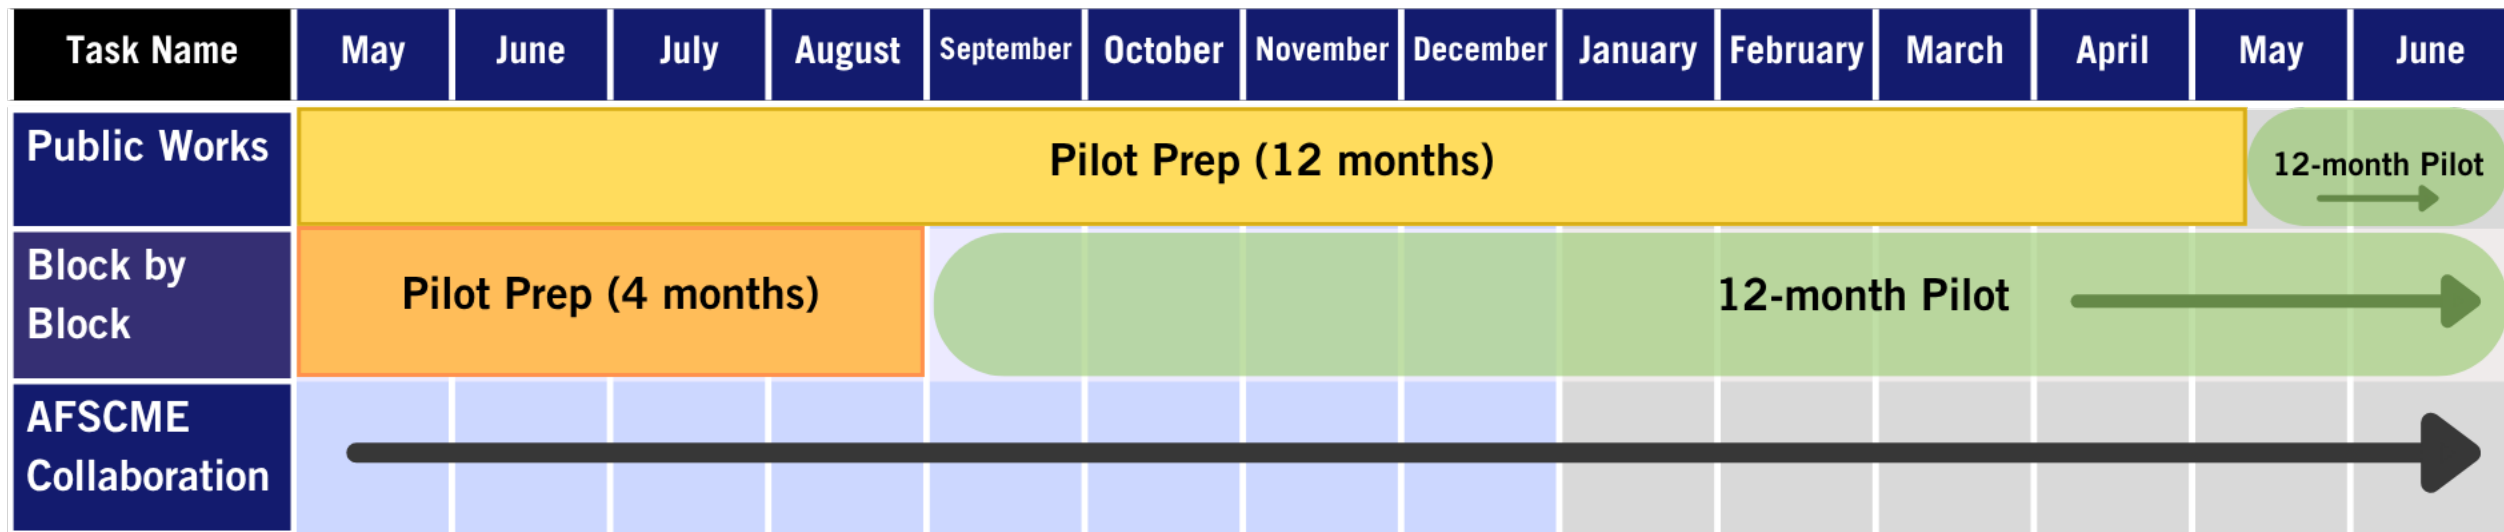 Task Name May June July August September October November December January February March April May June
Public Works
Pilot Prep (12 months)
12-month Pilot
Block by
Block
Pilot Prep (4 months)
12-month Pilot
AFSCME
Collaboration